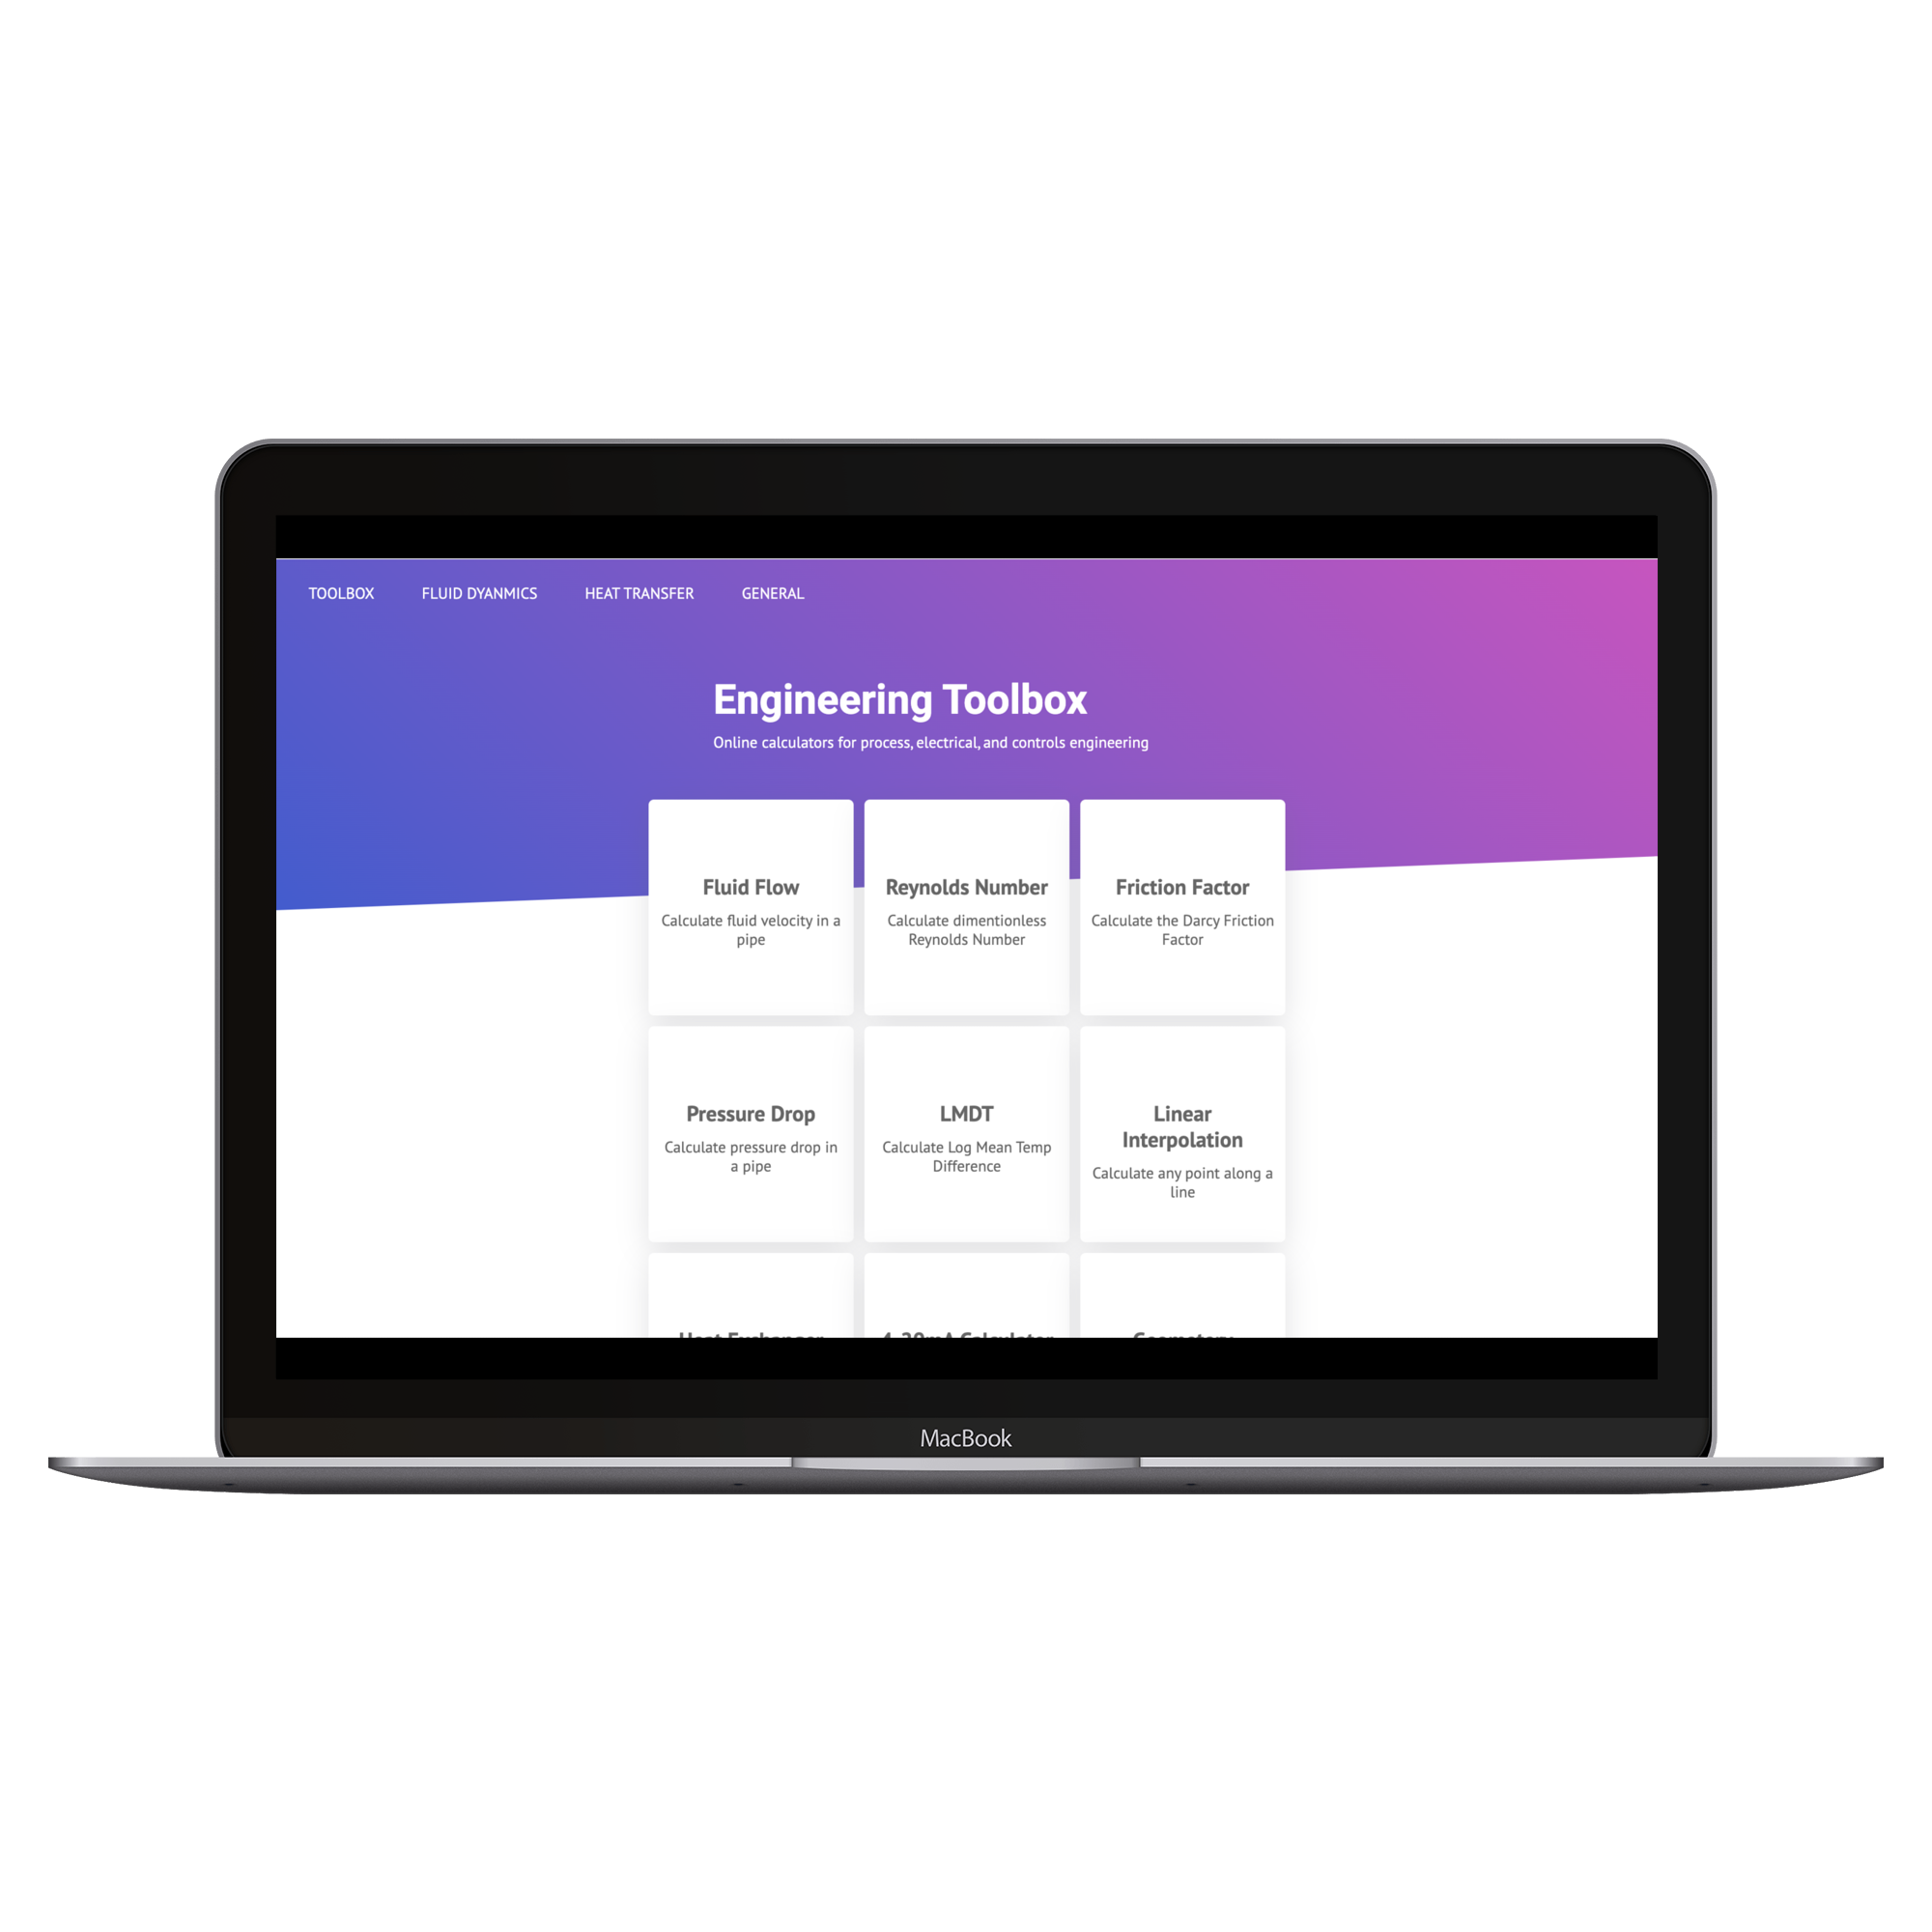 TOOLBOX FLUID DYANMICS HEAT TRANSFER GENERAL
Engineering Toolbox
Online calculators for process, electrical, and controls engineering
Fluid Flow
Calculate fluid velocity in a
pipe
Reynolds Number
Calculate dimentionless
Reynolds Number
Friction Factor
Calculate the Darcy Friction
Factor
Pressure Drop
Calculate pressure drop in
a pipe
LMDT
Calculate Log Mean Temp
Difference
Linear
Interpolation
Calculate any point along a
line
4-20mA Calculator
MacBook